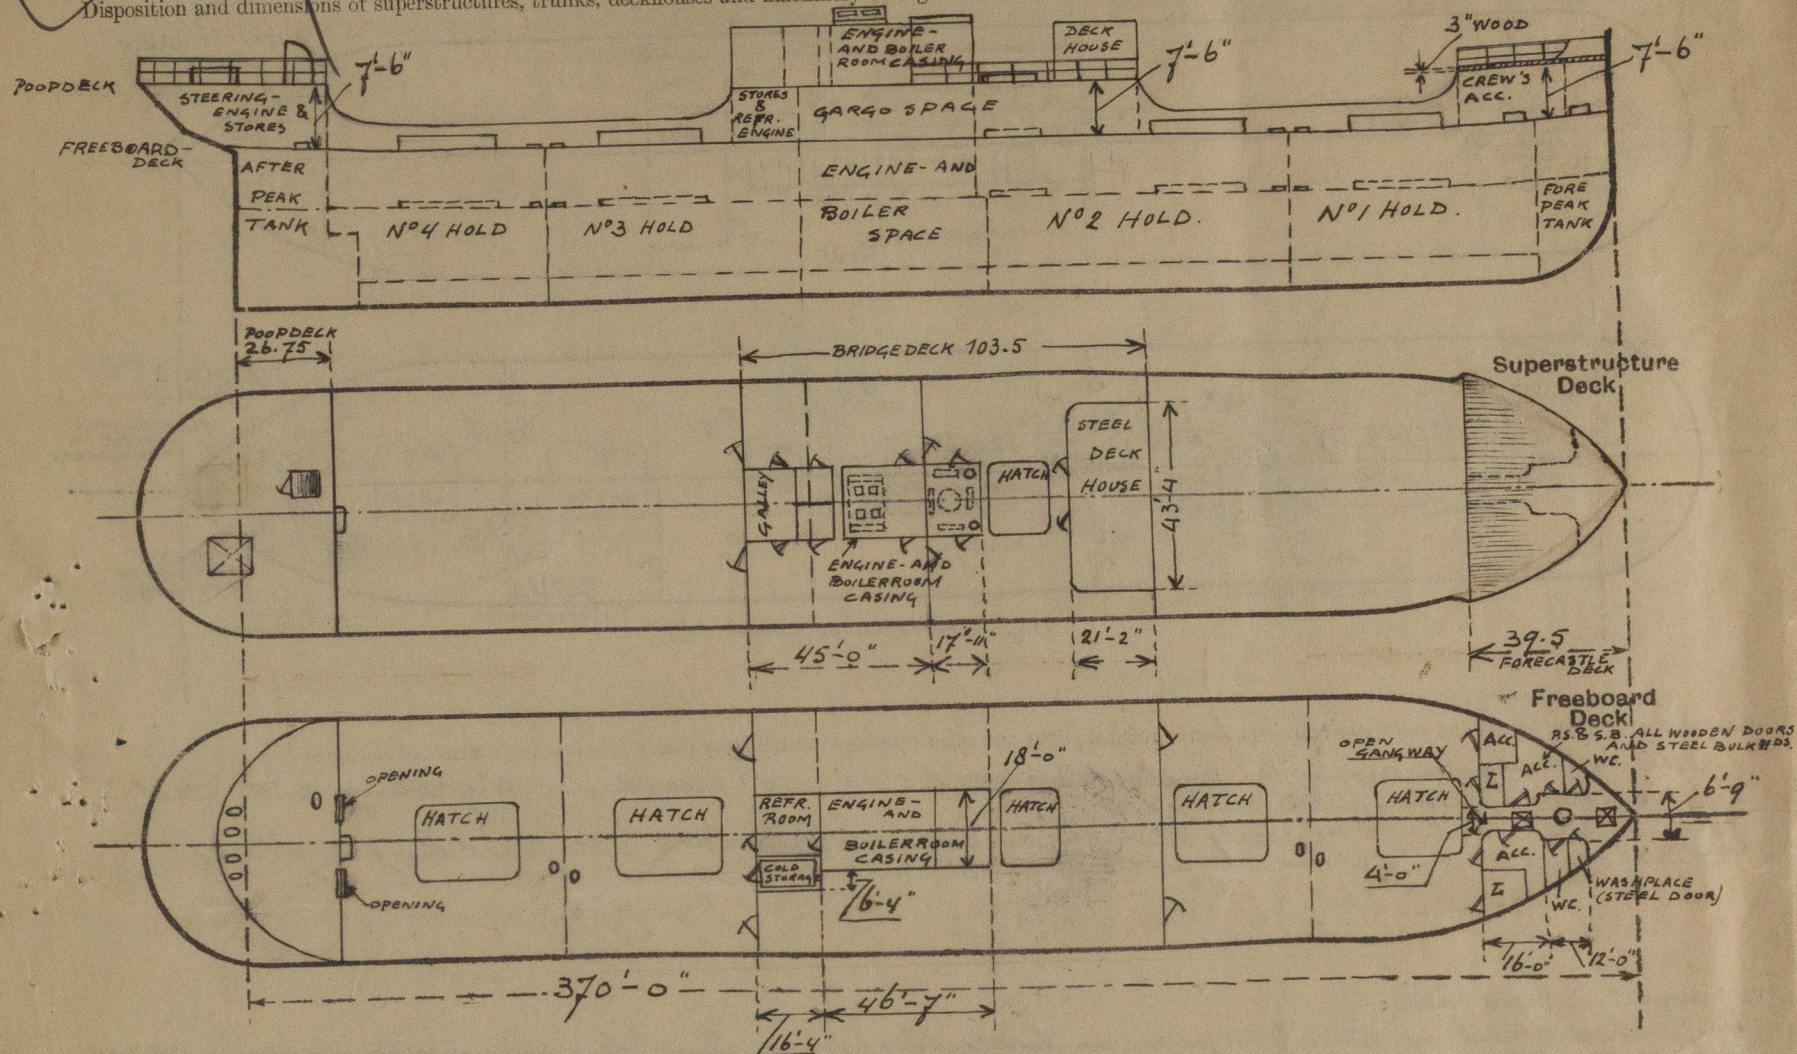 Disposition and dimensions of superstructures, trunks, deckhouses and
POOPDECK
FREEBOARD-
DECK
STEERING-
ENGINE &
STORES
7'-6"
AFTER
PEAK
TANK
Nº4 HOLD
Nº3 HOLD
STORES
&
REFR.
ENGINE
ENGINE-
AND BOILER
ROOM CASING
GARGO SPACE
DECK
HOUSE
7'-6"
3" WOOD
CREW'S
ACC.
7'-6"
ENGINE- AND
BOILER
SPACE
Nº2 HOLD.
Nº1 HOLD.
FORE
PEAK
TANK
POOPDECK
26.75
BRIDGEDECK 103.5
Superstructure
Deck
GALLEY
HATCH
STEEL
DECK
HOUSE
43'-4"
ENGINE-AND
BOILERROOM
CASING
45'-0"
17'-11"
21'-2"
39.5
FORECASTLE
DECK
Freeboard
Deck
P.S. & S.B. ALL WOODEN DOORS
AND STEEL BULKHDS.
OPEN
GANGWAY
ACC.
ACC.
WC.
6'-9"
OPENING
OPENING
HATCH
HATCH
REFR.
ROOM
COLD
STORAGE
ENGINE-
AND
BOILERROOM
CASING
18'-0"
6'-4"
HATCH
HATCH
HATCH
4'-0"
ACC.
WC.
WASHPLACE
(STEEL DOOR)
16'-0"
12'-0"
370'-0"
16'-4"
46'-7"